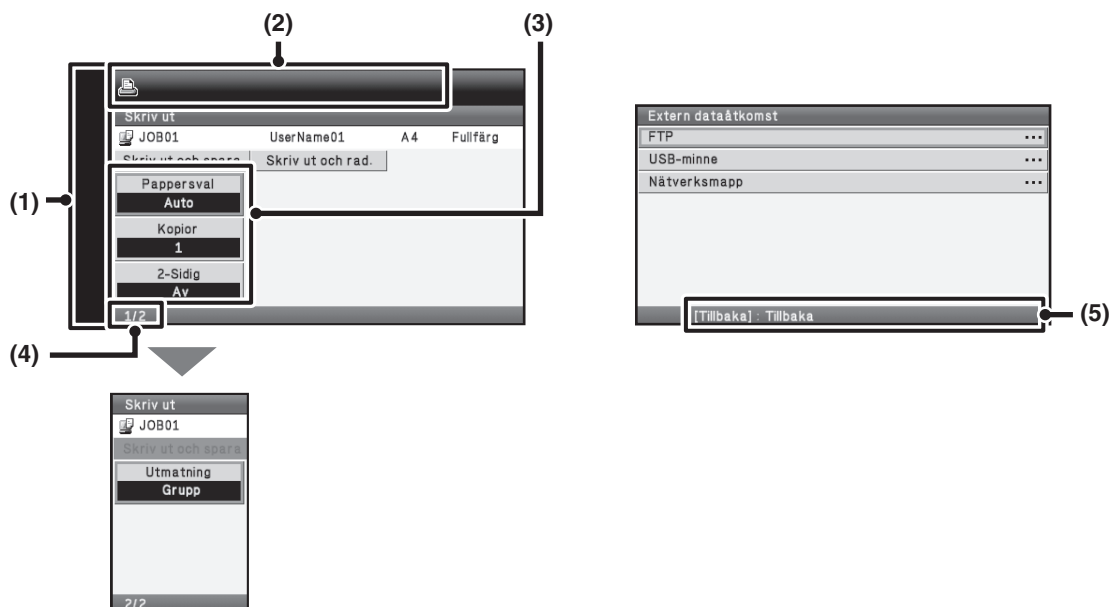 (2)
(3)
Skriv ut
JOB01 UserName01 A4 Fullfärg
Skriv ut och spara Skriv ut och rad.
Pappersval
Auto
(1)
Kopior
1
2-Sidig
Av
1/2
(4)
Extern dataåtkomst
FTP ...
USB-minne ...
Nätverksmapp ...
[Tillbaka] : Tillbaka
(5)
Skriv ut
JOB01
Skriv ut och spara
Utmatning
Grupp
2/2